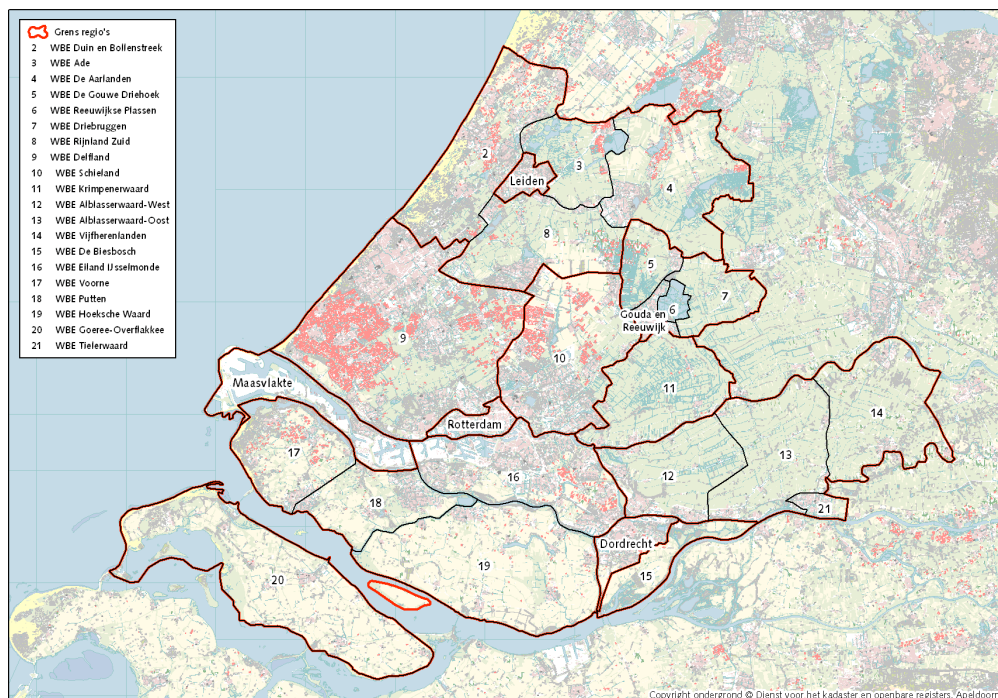 Grens regio's
2 WBE Duin en Bollenstreek
3 WBE Ade
4 WBE De Aarlanden
5 WBE De Gouwe Driehoek
6 WBE Reeuwijkse Plassen
7 WBE Driebruggen
8 WBE Rijnland Zuid
9 WBE Delfland
10 WBE Schieland
11 WBE Krimpenerwaard
12 WBE Alblasserwaard-West
13 WBE Alblasserwaard-Oost
14 WBE Vijfherenlanden
15 WBE De Biesbosch
16 WBE Eiland IJsselmonde
17 WBE Voorne
18 WBE Putten
19 WBE Hoeksche Waard
20 WBE Goeree-Overflakkee
21 WBE Tielerwaard
2
3
Leiden
4
8
5
7
6
Gouda en
Reeuwijk
9
10
Maasvlakte
11
14
Rotterdam
17
13
16
12
18
21
Dordrecht
19
15
20
Copyright ondergrond © Dienst voor het kadaster en openbare registers, Apeldoorn